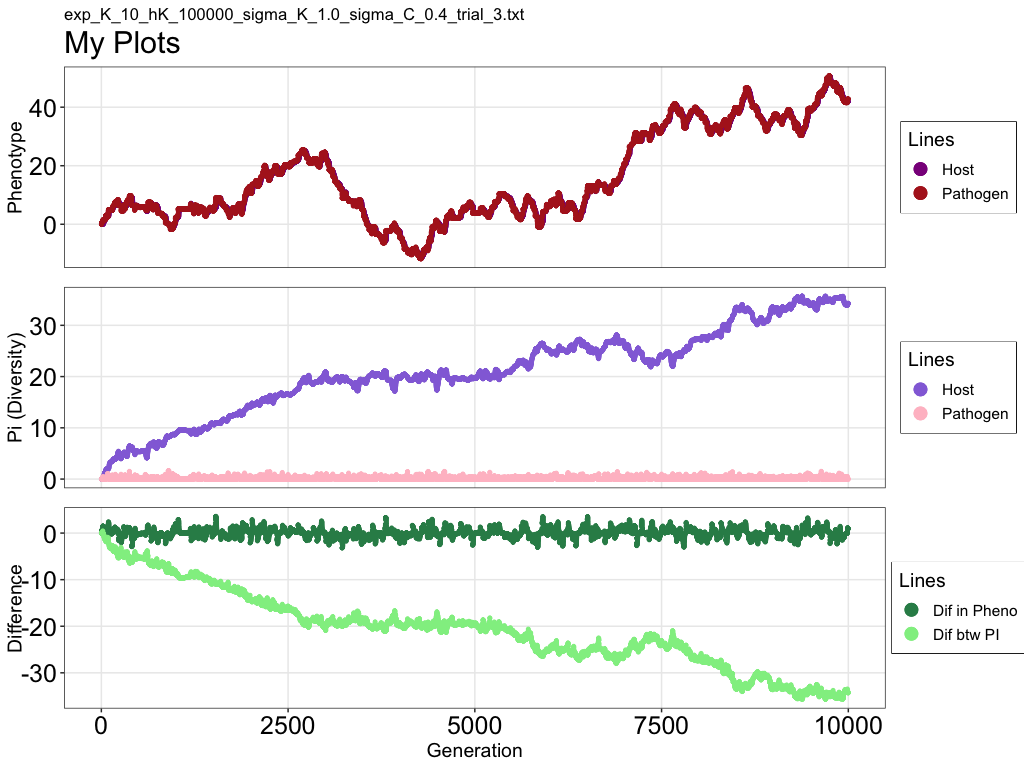 exp_K_10_hK_100000_sigma_K_1.0_sigma_C_0.4_trial_3.txt
My Plots
Phenotype
40
20
0
Lines
Host
Pathogen
Pi (Diversity)
30
20
10
0
Lines
Host
Pathogen
Difference
0
-10
-20
-30
Lines
Dif in Pheno
Dif btw PI
0
2500
5000
7500
10000
Generation